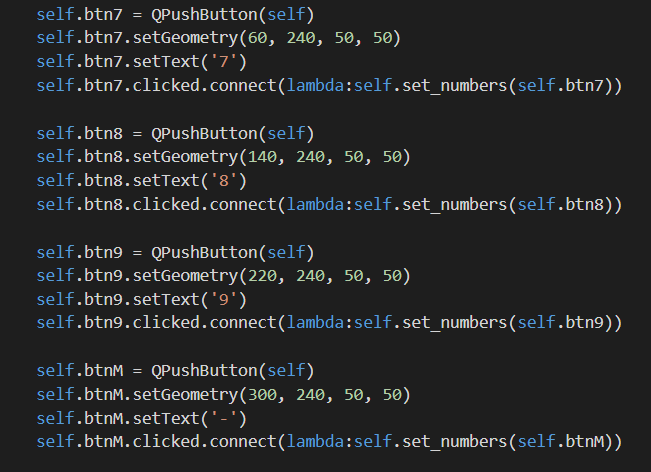 self.btn7 = QPushButton(self)
self.btn7.setGeometry(60, 240, 50, 50)
self.btn7.setText('7')
self.btn7.clicked.connect(lambda:self.set_numbers(self.btn7))
self.btn8 = QPushButton(self)
self.btn8.setGeometry(140, 240, 50, 50)
self.btn8.setText('8')
self.btn8.clicked.connect(lambda:self.set_numbers(self.btn8))
self.btn9 = QPushButton(self)
self.btn9.setGeometry(220, 240, 50, 50)
self.btn9.setText('9')
self.btn9.clicked.connect(lambda:self.set_numbers(self.btn9))
self.btnM = QPushButton(self)
self.btnM.setGeometry(300, 240, 50, 50)
self.btnM.setText('-')
self.btnM.clicked.connect(lambda:self.set_numbers(self.btnM))